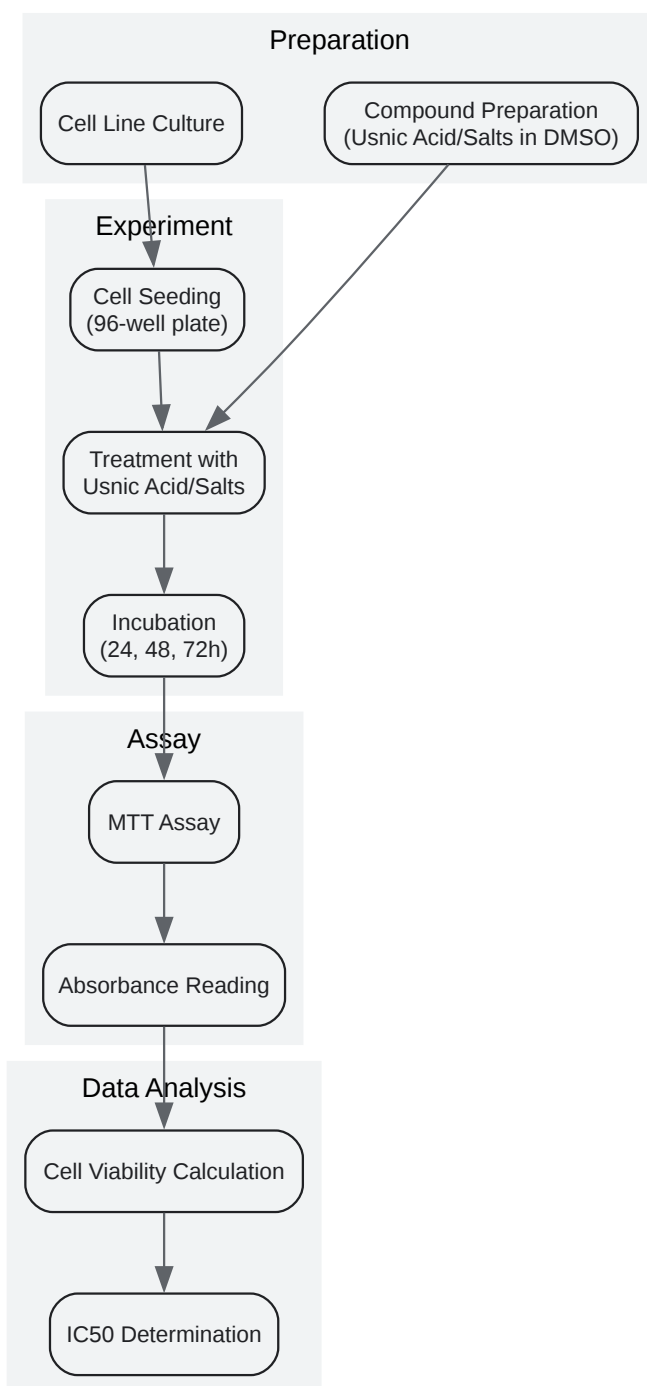 Preparation
Cell Line Culture
Compound Preparation
(Usnic Acid/Salts in DMSO)
Experiment
Cell Seeding
(96-well plate)
Treatment with
Usnic Acid/Salts
Incubation
(24, 48, 72h)
Assay
MTT Assay
Absorbance Reading
Data Analysis
Cell Viability Calculation
IC50 Determination